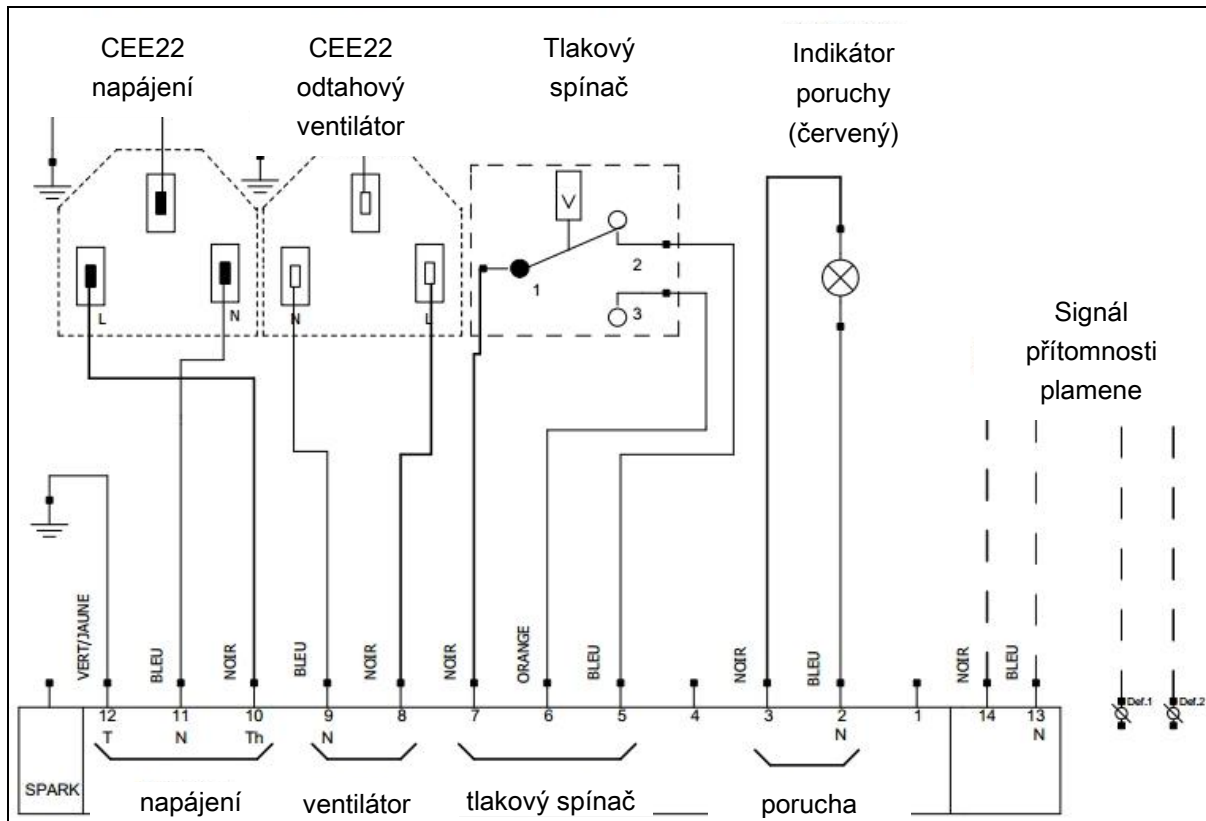 CEE22
napájení
CEE22
odtahový
ventilátor
Tlakový
spínač
Indikátor
poruchy
(červený)
L
N
N
L
V
1
2
3
Signál
přítomnosti
plamene
VERT/JAUNE
BLEU
NOIR
BLEU
NOIR
NOIR
ORANGE
BLEU
NOIR
BLEU
NOIR
BLEU
Def.1
Def.2
12 11 10 9 8 7 6 5 4 3 2 1 14 13
T N Th N N N
SPARK
napájení
ventilátor
tlakový spínač
porucha